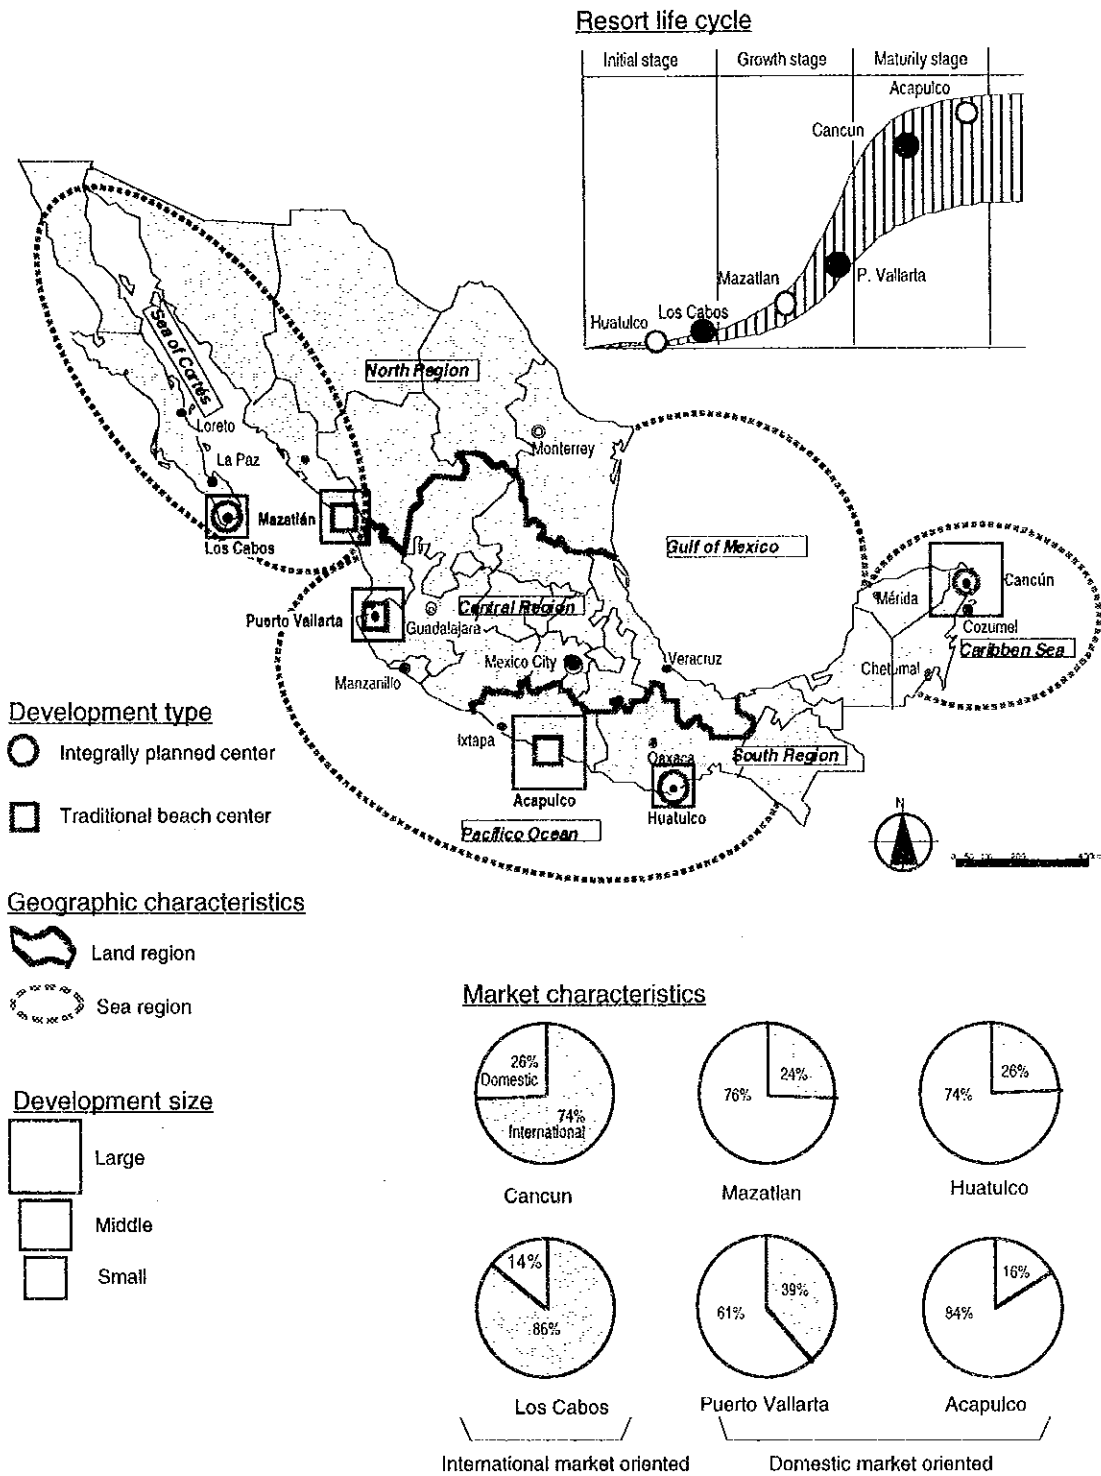 Resort life cycle
Initial stage
Growth stage
Maturity stage
Acapulco
Cancun
Mazatlan
P. Vallarta
Los Cabos
Huatulco
Sea of Cortés
North Region
Loreto
La Paz
Monterrey
Mazatlán
Los Cabos
Gulf of Mexico
Cancún
Mérida
Cozumel
Puerto Vallarta
Central Region
Guadalajara
Caribben Sea
Mexico City
Veracruz
Chetumal
Manzanillo
Ixtapa
Oaxaca
South Region
Acapulco
Huatulco
Pacífico Ocean
N
Development type
Integrally planned center
Traditional beach center
Geographic characteristics
Land region
Sea region
Development size
Large
Middle
Small
Market characteristics
26%
Domestic
74%
International
Cancun
24%
76%
Mazatlan
26%
74%
Huatulco
14%
86%
Los Cabos
39%
61%
Puerto Vallarta
16%
84%
Acapulco
International market oriented
Domestic market oriented